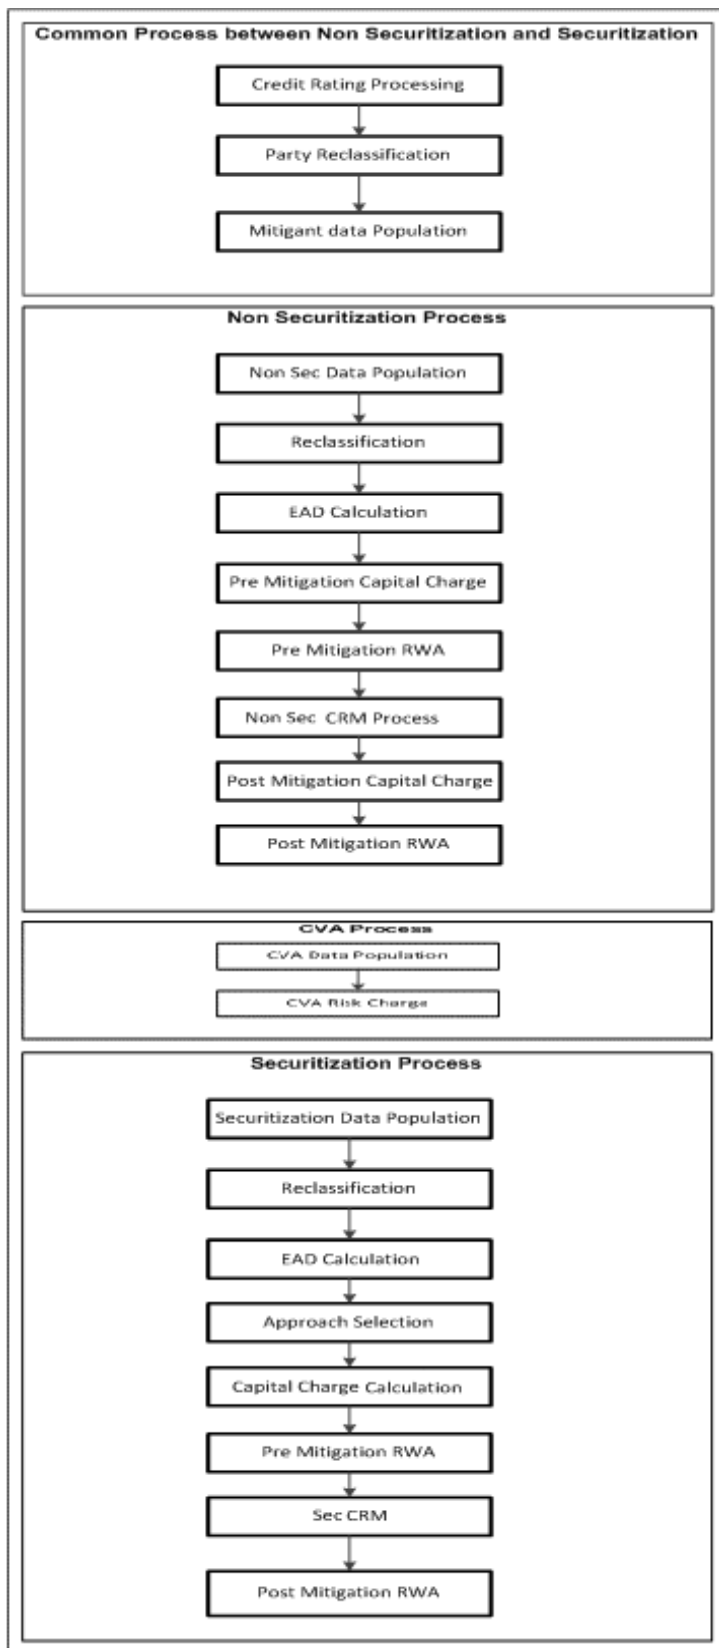 Common Process between Non Securitization and Securitization
Credit Rating Processing
Party Reclassification
Mitigant data Population
Non Securitization Process
Non Sec Data Population
Reclassification
EAD Calculation
Pre Mitigation Capital Charge
Pre Mitigation RWA
Non Sec CRM Process
Post Mitigation Capital Charge
Post Mitigation RWA
CVA Process
CVA Data Population
CVA Risk Charge
Securitization Process
Securitization Data Population
Reclassification
EAD Calculation
Approach Selection
Capital Charge Calculation
Pre Mitigation RWA
Sec CRM
Post Mitigation RWA